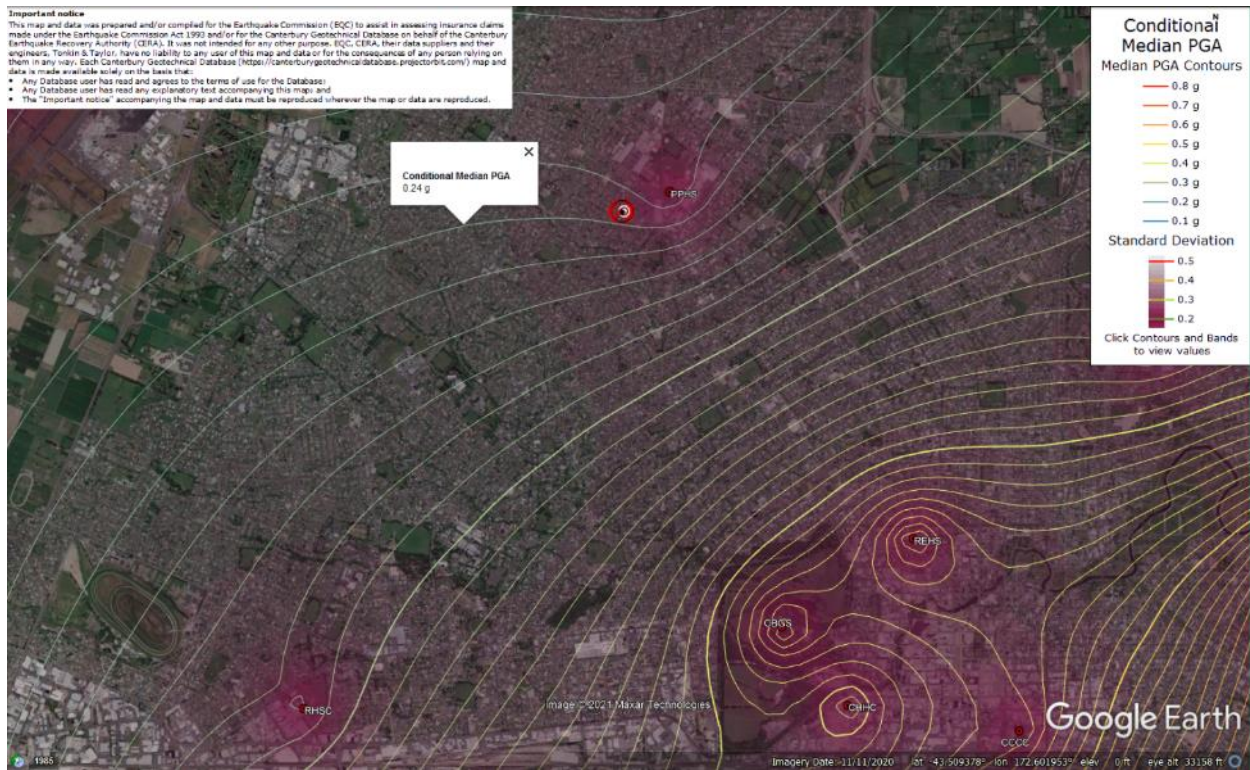 Important notice
This map and data was prepared and/or compiled for the Earthquake Commission (EQC) to assist in assessing insurance claims
made under the Earthquake Commission Act 1993 and/or for the Canterbury Geotechnical Database on behalf of the Canterbury
Earthquake Recovery Authority (CERA). It was not intended for any other purpose. EQC, CERA, their data suppliers and their
engineers, Tonkin & Taylor, have no liability to any user of this map and data or for the consequences of any person relying on
them in any way. Each Canterbury Geotechnical Database (https://canterburygeotechnicaldatabase.projectorbit.com/) map and
data is made available solely on the basis that:
• Any Database user has read and agrees to the terms of use for the Database;
• Any Database user has read any explanatory text accompanying this map; and
• The "Important notice" accompanying the map and data must be reproduced wherever the map or data are reproduced.
N
Conditional
Median PGA
Median PGA Contours
0.8 g
0.7 g
0.6 g
0.5 g
0.4 g
0.3 g
0.2 g
0.1 g
Standard Deviation
0.5
0.4
0.3
0.2
Click Contours and Bands
to view values
Conditional Median PGA
0.24 g
PPHS
REHS
CBGS
CHHC
RHSC
CCCC
Image © 2021 Maxar Technologies
Google Earth
1985
Imagery Date: 11/11/2020 lat -43.509378° lon 172.601953° elev 0 ft eye alt 33158 ft